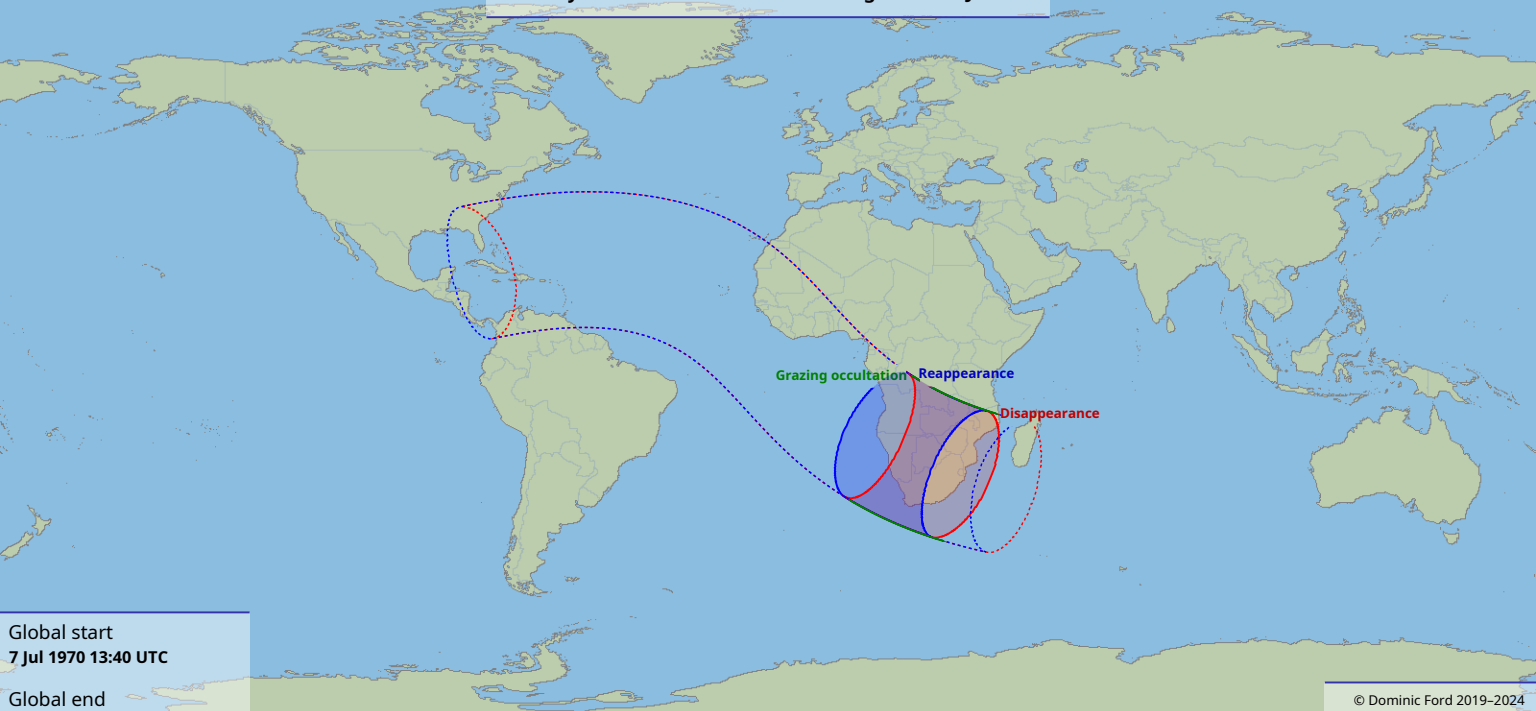 Reappearance
Grazing occultation
Disappearance
Global start
7 Jul 1970 13:40 UTC
Global end
© Dominic Ford 2019–2024